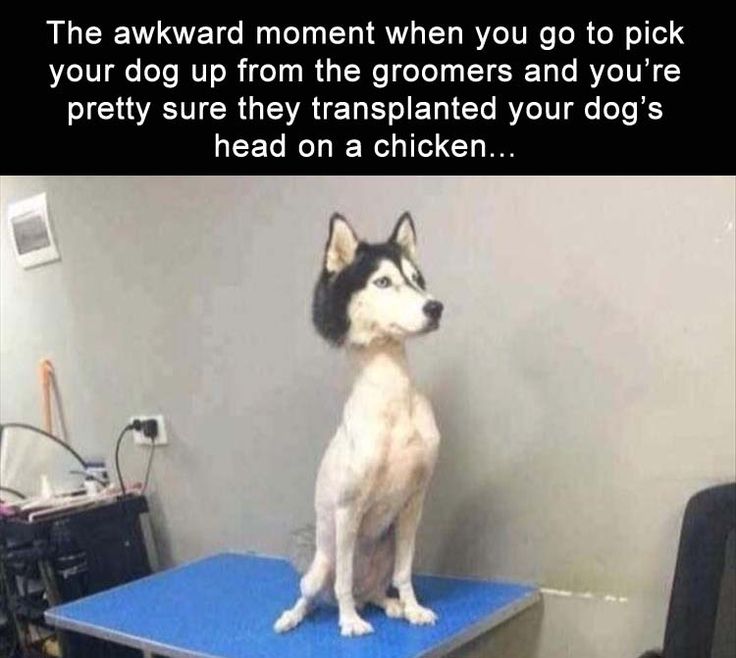 The awkward moment when you go to pick
your dog up from the groomers and you’re
pretty sure they transplanted your dog’s
head on a chicken...